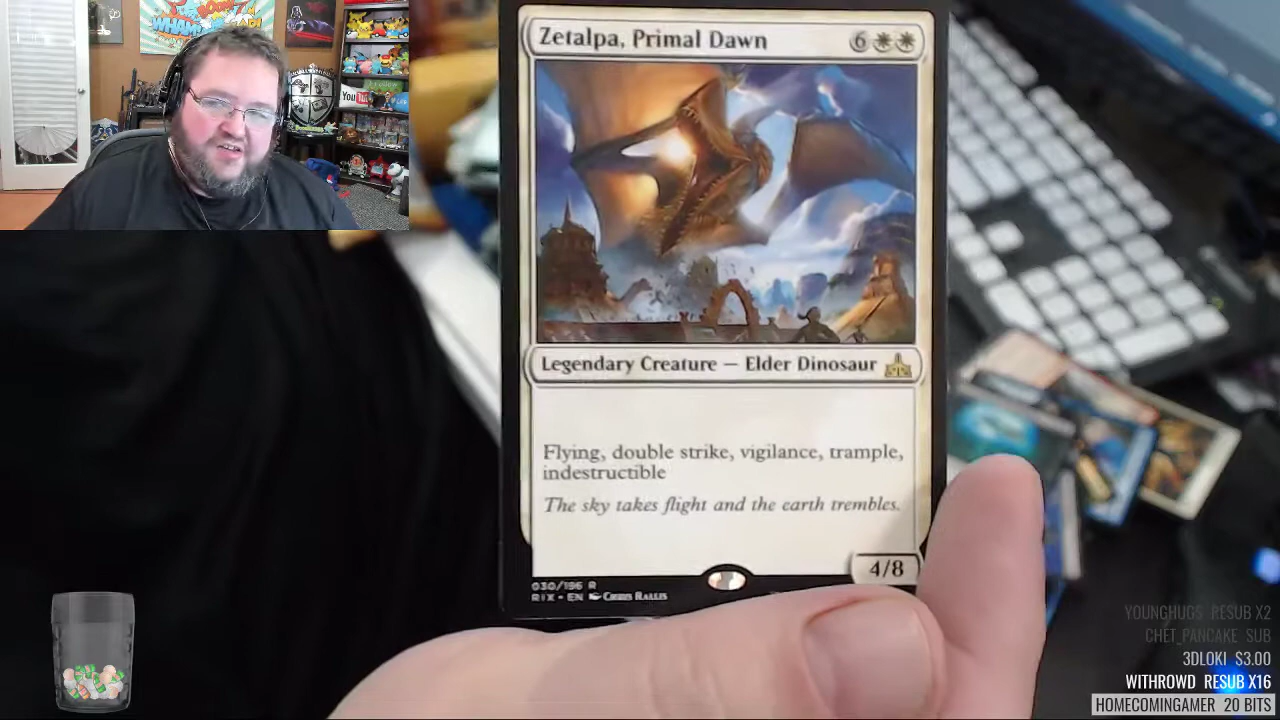 WHAM!
You
Zetalpa, Primal Dawn 6
Legendary Creature — Elder Dinosaur
Flying, double strike, vigilance, trample,
indestructible
The sky takes flight and the earth trembles.
4/8
030/196 R
RIX • EN CHRIS RALLIS
YOUNGHUGS RESUB X2
CHET_PANCAKE SUB
3DLOKI $3.00
WITHROWD RESUB X16
HOMECOMINGAMER 20 BITS